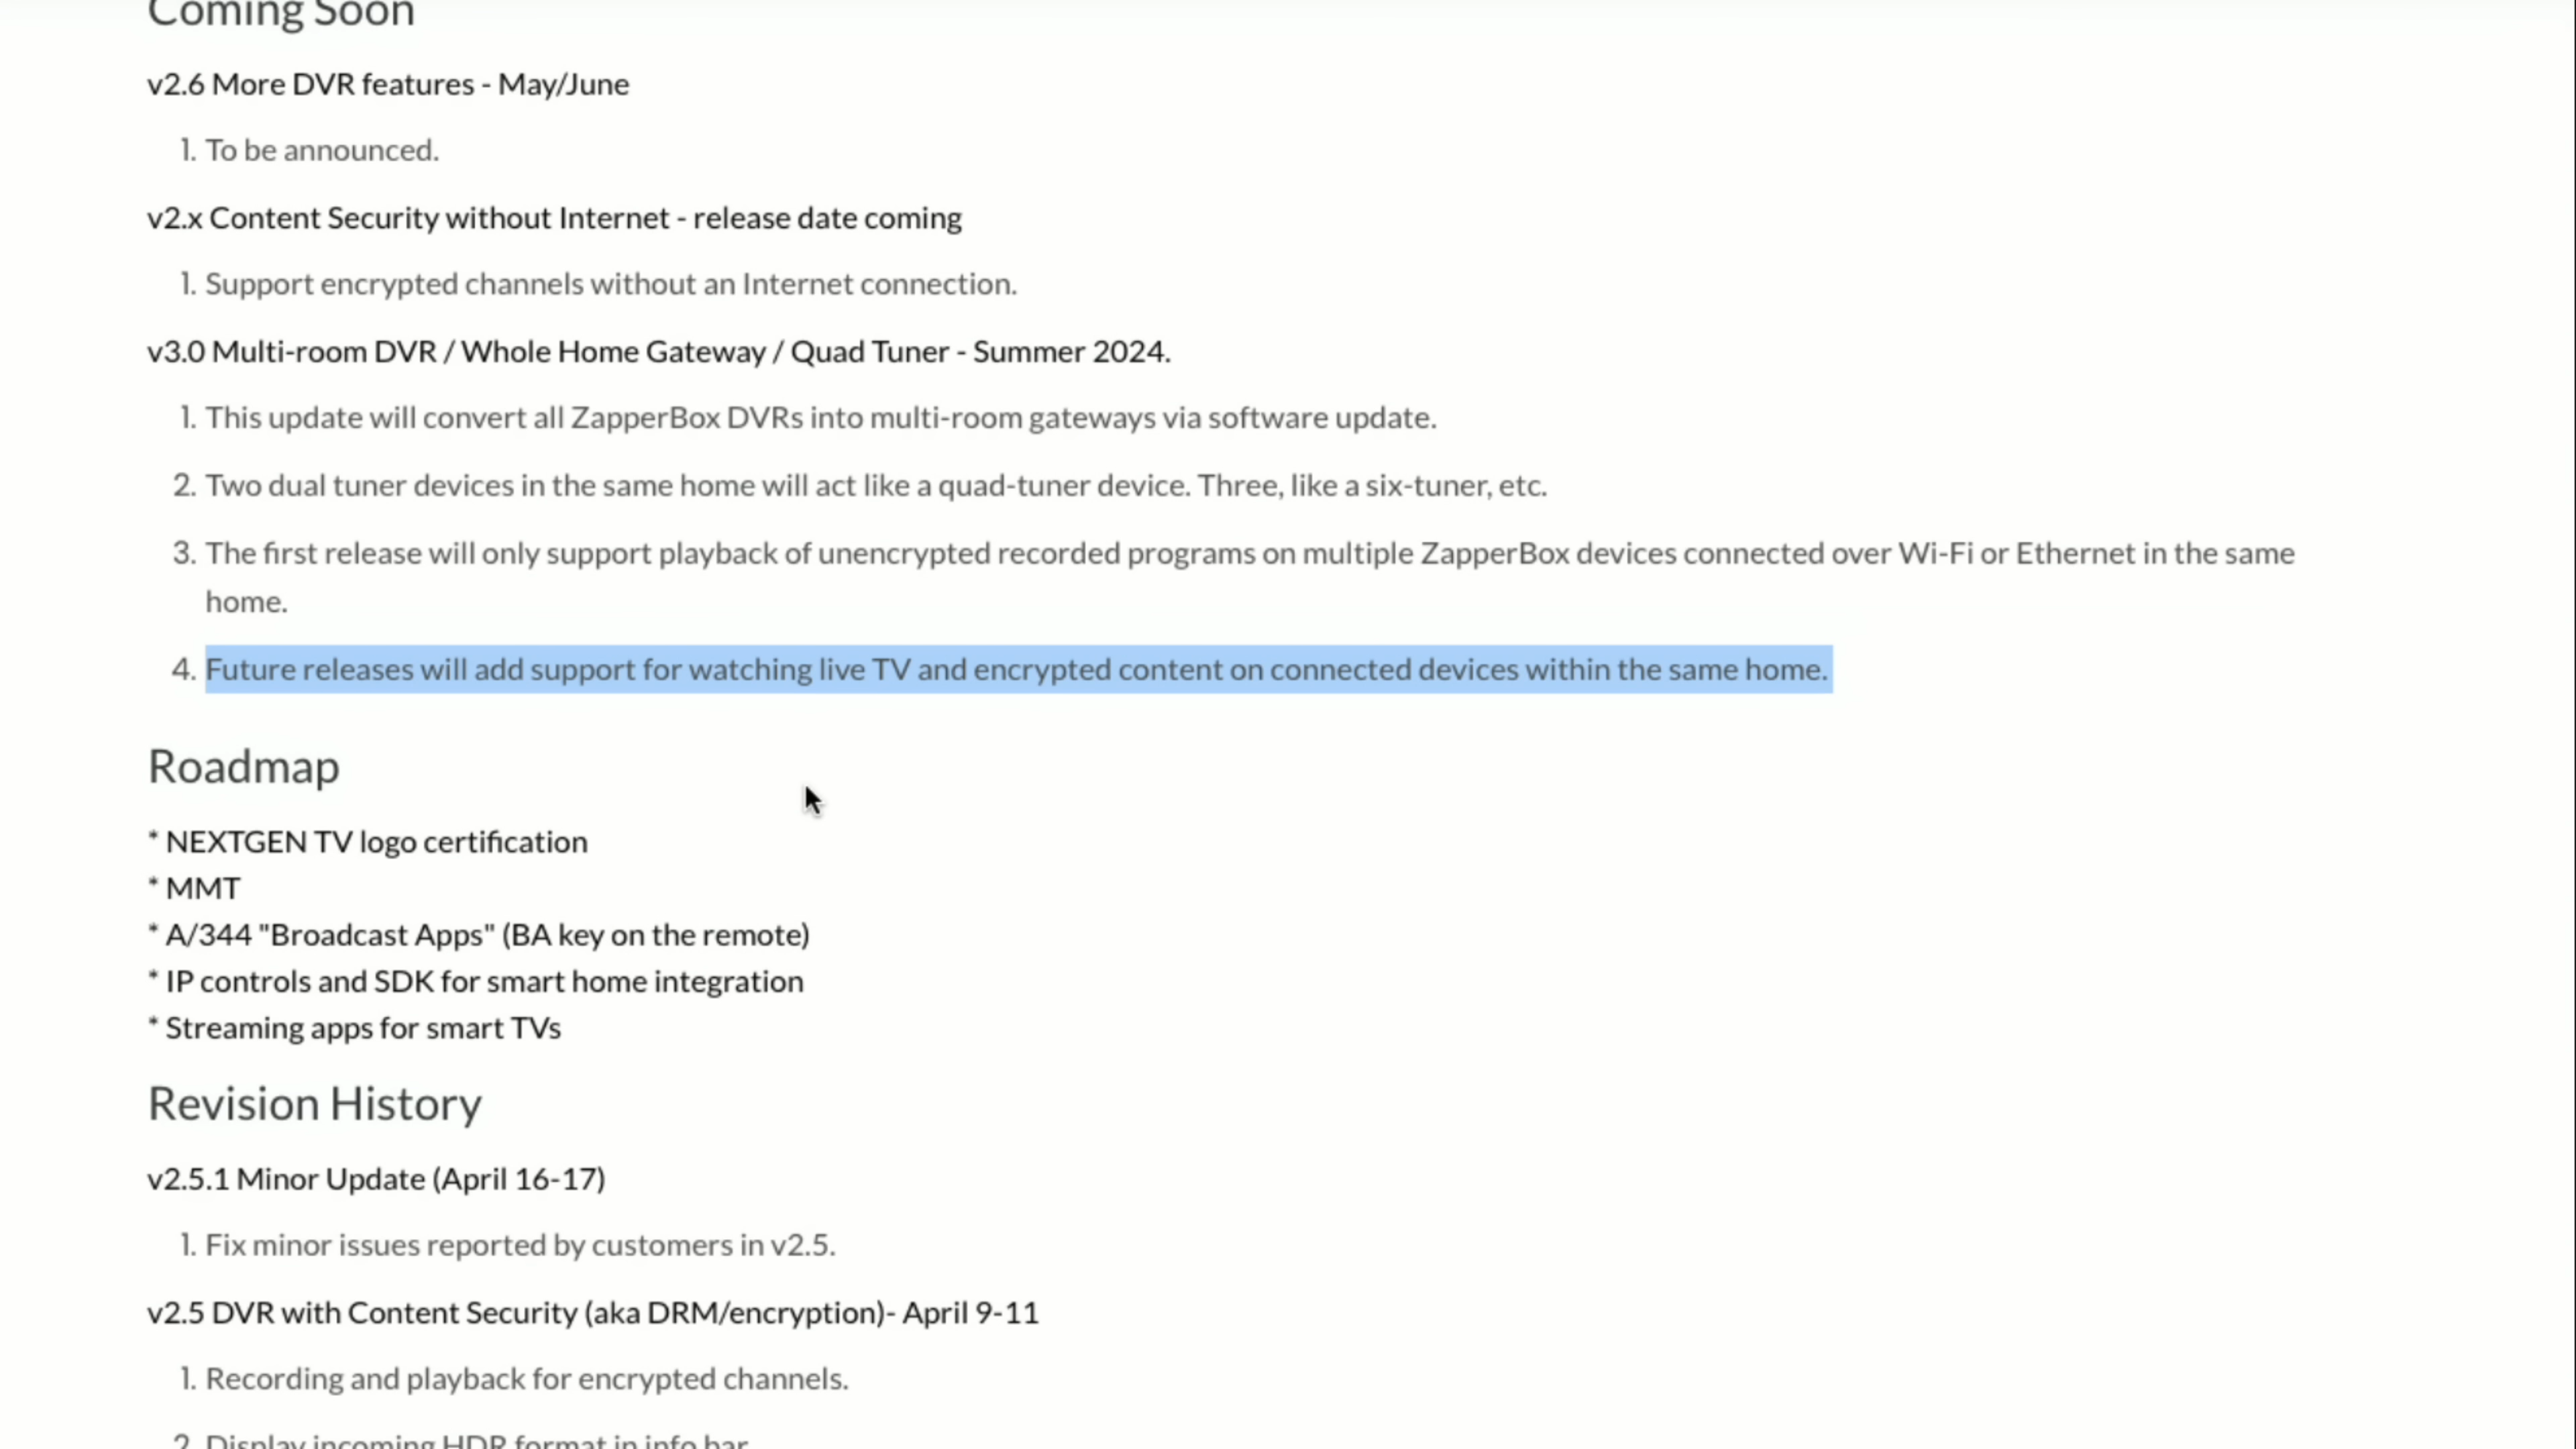 Coming Soon
v2.6 More DVR features - May/June
1. To be announced.
v2.x Content Security without Internet - release date coming
1. Support encrypted channels without an Internet connection.
v3.0 Multi-room DVR / Whole Home Gateway / Quad Tuner - Summer 2024.
1. This update will convert all ZapperBox DVRs into multi-room gateways via software update.
2. Two dual tuner devices in the same home will act like a quad-tuner device. Three, like a six-tuner, etc.
3. The first release will only support playback of unencrypted recorded programs on multiple ZapperBox devices connected over Wi-Fi or Ethernet in the same
home.
4. Future releases will add support for watching live TV and encrypted content on connected devices within the same home.
Roadmap
* NEXTGEN TV logo certification
* MMT
* A/344 "Broadcast Apps" (BA key on the remote)
* IP controls and SDK for smart home integration
* Streaming apps for smart TVs
Revision History
v2.5.1 Minor Update (April 16-17)
1. Fix minor issues reported by customers in v2.5.
v2.5 DVR with Content Security (aka DRM/encryption)- April 9-11
1. Recording and playback for encrypted channels.
2. Display incoming HDR format in info bar.